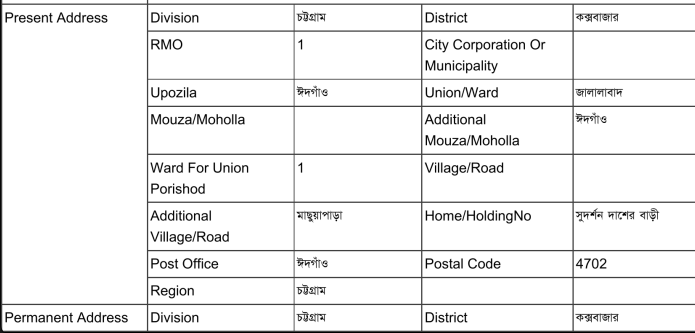 Present Address Division চট্টগ্রাম District কক্সবাজার
RMO 1 City Corporation Or
Municipality
Upozila ঈদগাঁও Union/Ward জালালাবাদ
Mouza/Moholla Additional ঈদগাঁও
Mouza/Moholla
Ward For Union 1 Village/Road
Porishod
Additional মাছুয়াপাড়া Home/HoldingNo সুদর্শন দাশের বাড়ী
Village/Road
Post Office ঈদগাঁও Postal Code 4702
Region চট্টগ্রাম
Permanent Address Division চট্টগ্রাম District কক্সবাজার